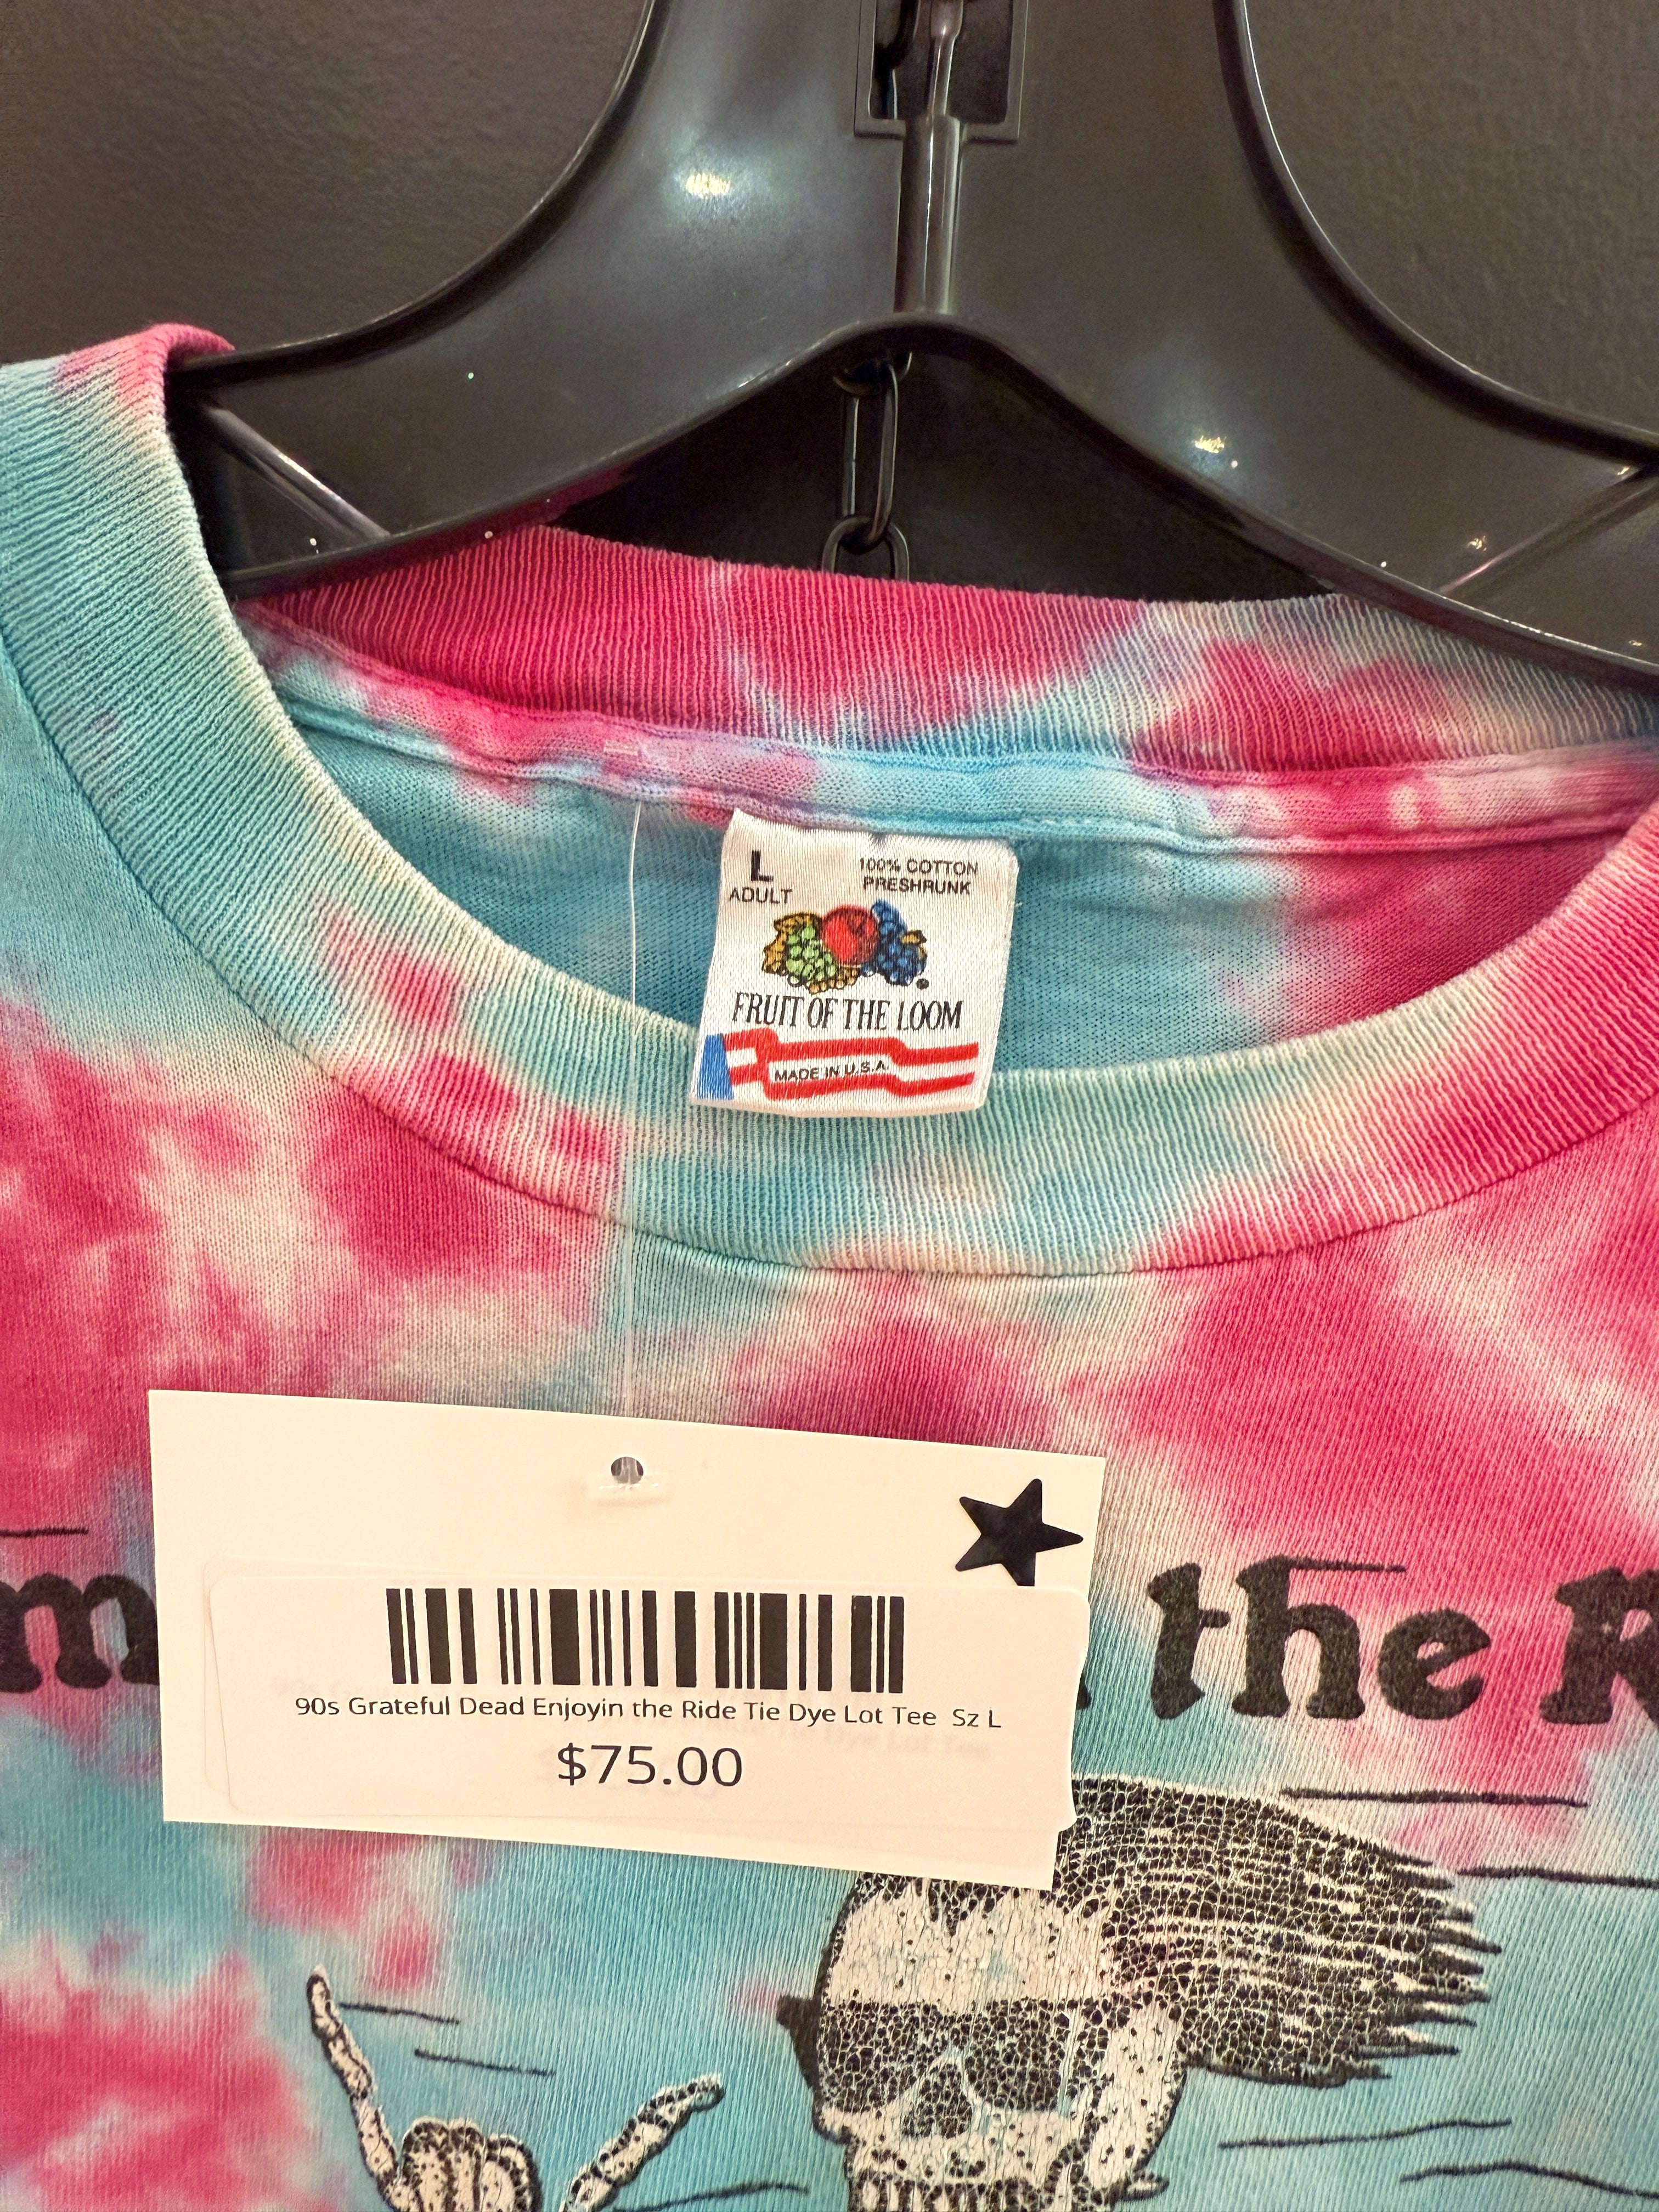 L
ADULT
100% COTTON
PRESHRUNK
FRUIT OF THE LOOM
MADE IN U.S.A.
90s Grateful Dead Enjoyin the Ride Tie Dye Lot Tee Sz L
$75.00
the R